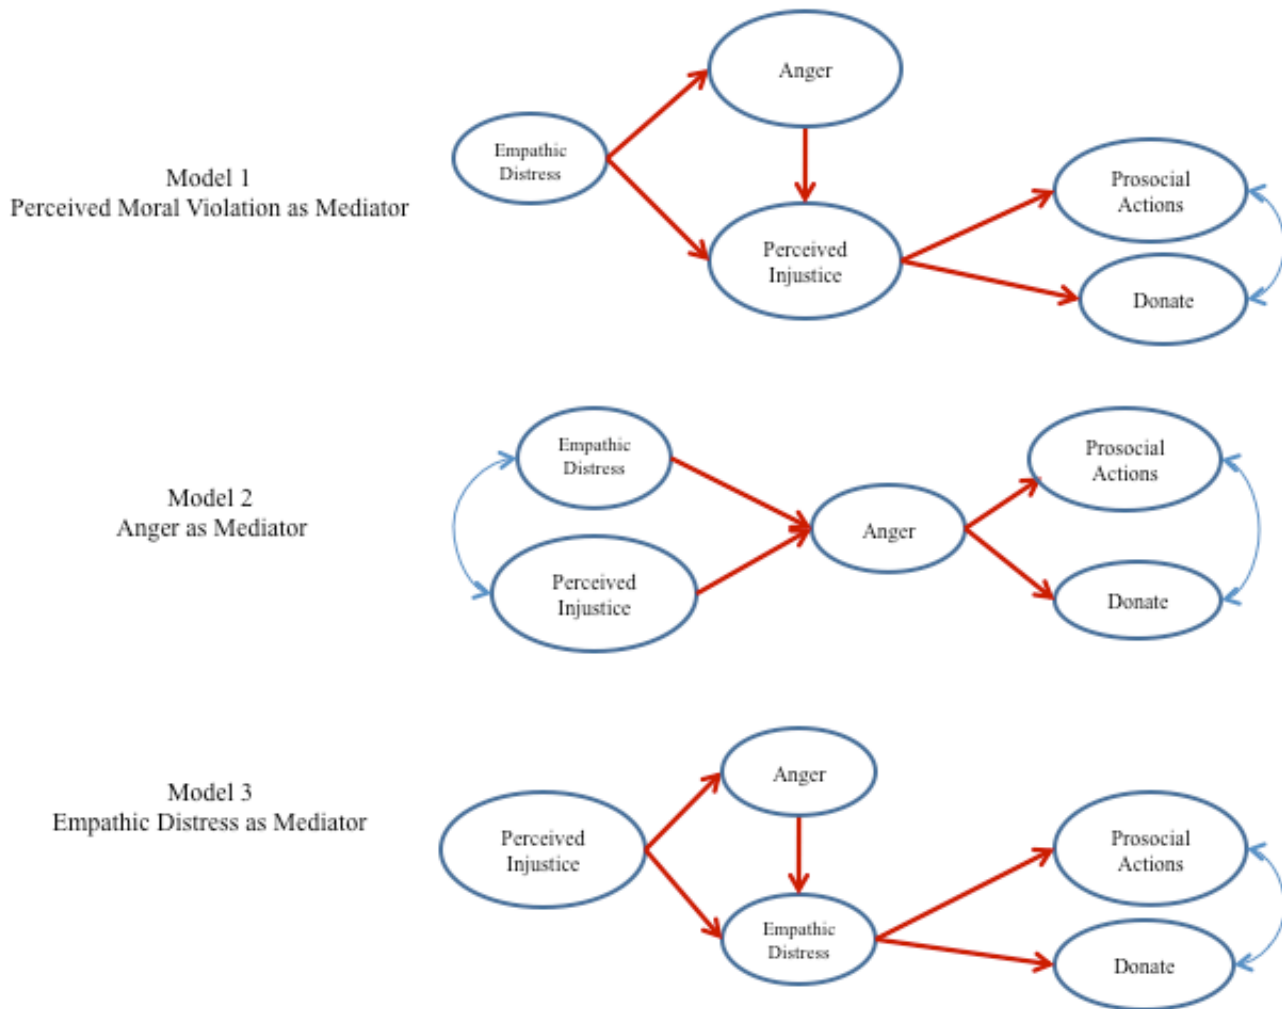 Model 1
Perceived Moral Violation as Mediator
Empathic
Distress
Anger
Perceived
Injustice
Prosocial
Actions
Donate
Model 2
Anger as Mediator
Empathic
Distress
Perceived
Injustice
Anger
Prosocial
Actions
Donate
Model 3
Empathic Distress as Mediator
Perceived
Injustice
Anger
Empathic
Distress
Prosocial
Actions
Donate